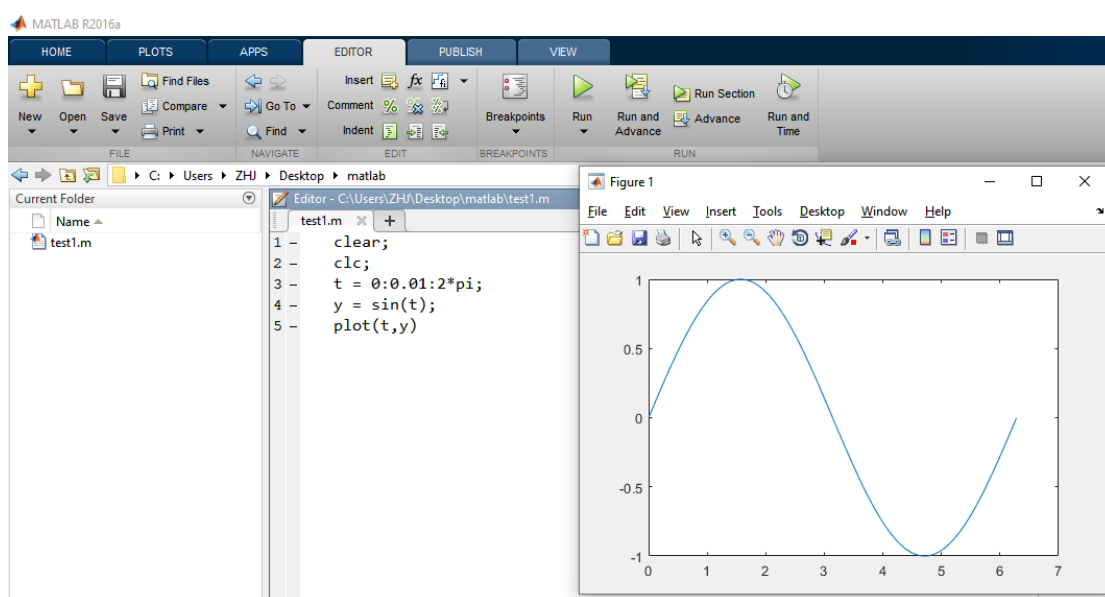 MATLAB R2016a
HOME PLOTS APPS EDITOR PUBLISH VIEW
New Open Save Find Files Compare Print
FILE
Go To Find
NAVIGATE
Insert fx fi
Comment %
Indent
EDIT
Breakpoints
BREAKPOINTS
Run Run and Advance Run Section Advance Run and Time
RUN
C: Users ZHJ Desktop matlab
Current Folder
Name
test1.m
Editor - C:\Users\ZHJ\Desktop\matlab\test1.m
test1.m +
1 – clear;
2 – clc;
3 – t = 0:0.01:2*pi;
4 – y = sin(t);
5 – plot(t,y)
Figure 1
File Edit View Insert Tools Desktop Window Help
1
0.5
0
-0.5
-1
0 1 2 3 4 5 6 7